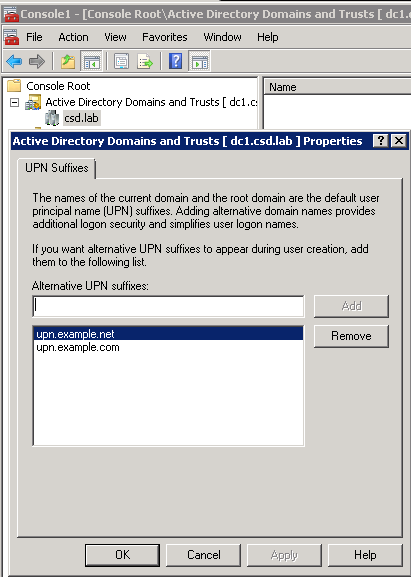 Console1 - [Console Root\Active Directory Domains and Trusts [ dc1.c
File Action View Favorites Window Help
Console Root
Active Directory Domains and Trusts [ dc1.c
csd.lab
Name
Active Directory Domains and Trusts [ dc1.csd.lab ] Properties
UPN Suffixes
The names of the current domain and the root domain are the default user
principal name (UPN) suffixes. Adding alternative domain names provides
additional logon security and simplifies user logon names.
If you want alternative UPN suffixes to appear during user creation, add
them to the following list.
Alternative UPN suffixes:
Add
upn.example.net
upn.example.com
Remove
OK Cancel Apply Help